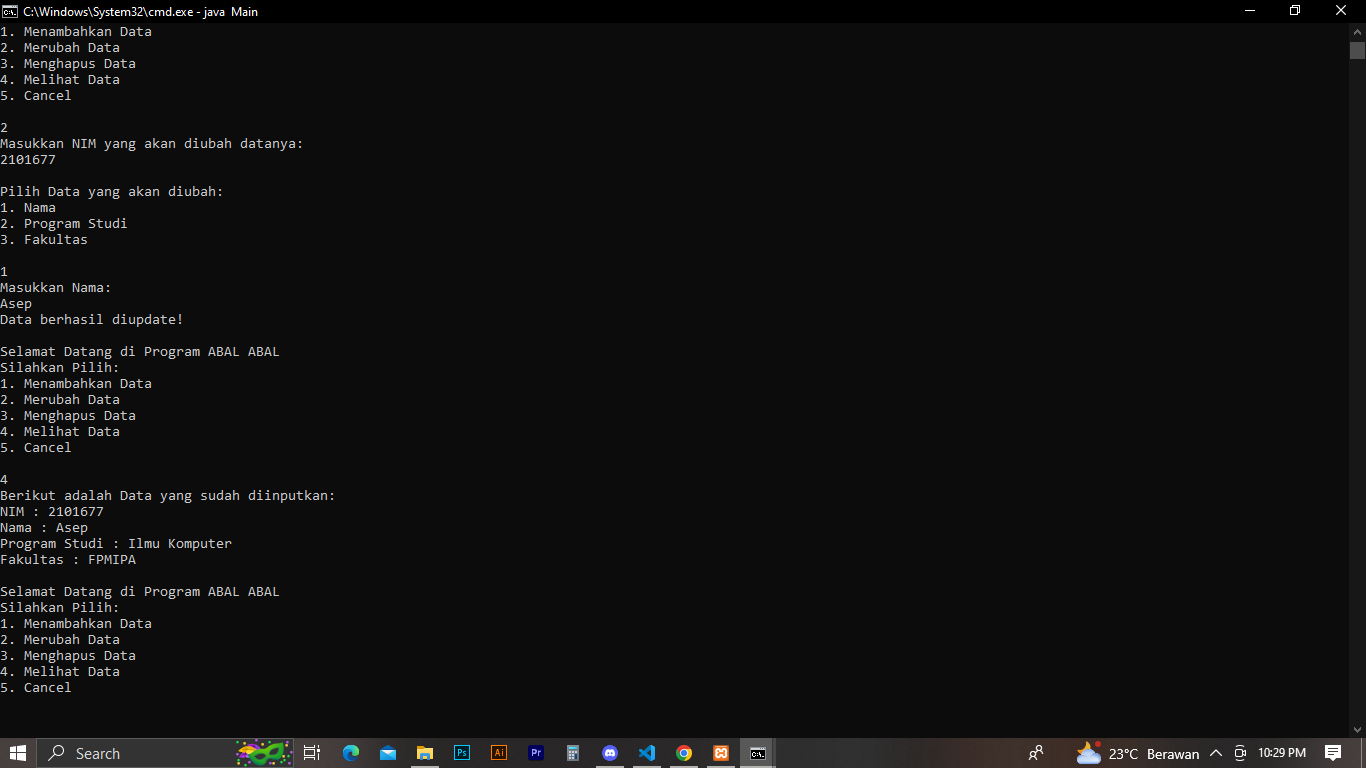 C:\Windows\System32\cmd.exe - java  Main
1. Menambahkan Data
2. Merubah Data
3. Menghapus Data
4. Melihat Data
5. Cancel
2
Masukkan NIM yang akan diubah datanya:
2101677
Pilih Data yang akan diubah:
1. Nama
2. Program Studi
3. Fakultas
1
Masukkan Nama:
Asep
Data berhasil diupdate!
Selamat Datang di Program ABAL ABAL
Silahkan Pilih:
1. Menambahkan Data
2. Merubah Data
3. Menghapus Data
4. Melihat Data
5. Cancel
4
Berikut adalah Data yang sudah diinputkan:
NIM : 2101677
Nama : Asep
Program Studi : Ilmu Komputer
Fakultas : FPMIPA
Selamat Datang di Program ABAL ABAL
Silahkan Pilih:
1. Menambahkan Data
2. Merubah Data
3. Menghapus Data
4. Melihat Data
5. Cancel
Search Ps Ai Pr 23°C Berawan 10:29 PM